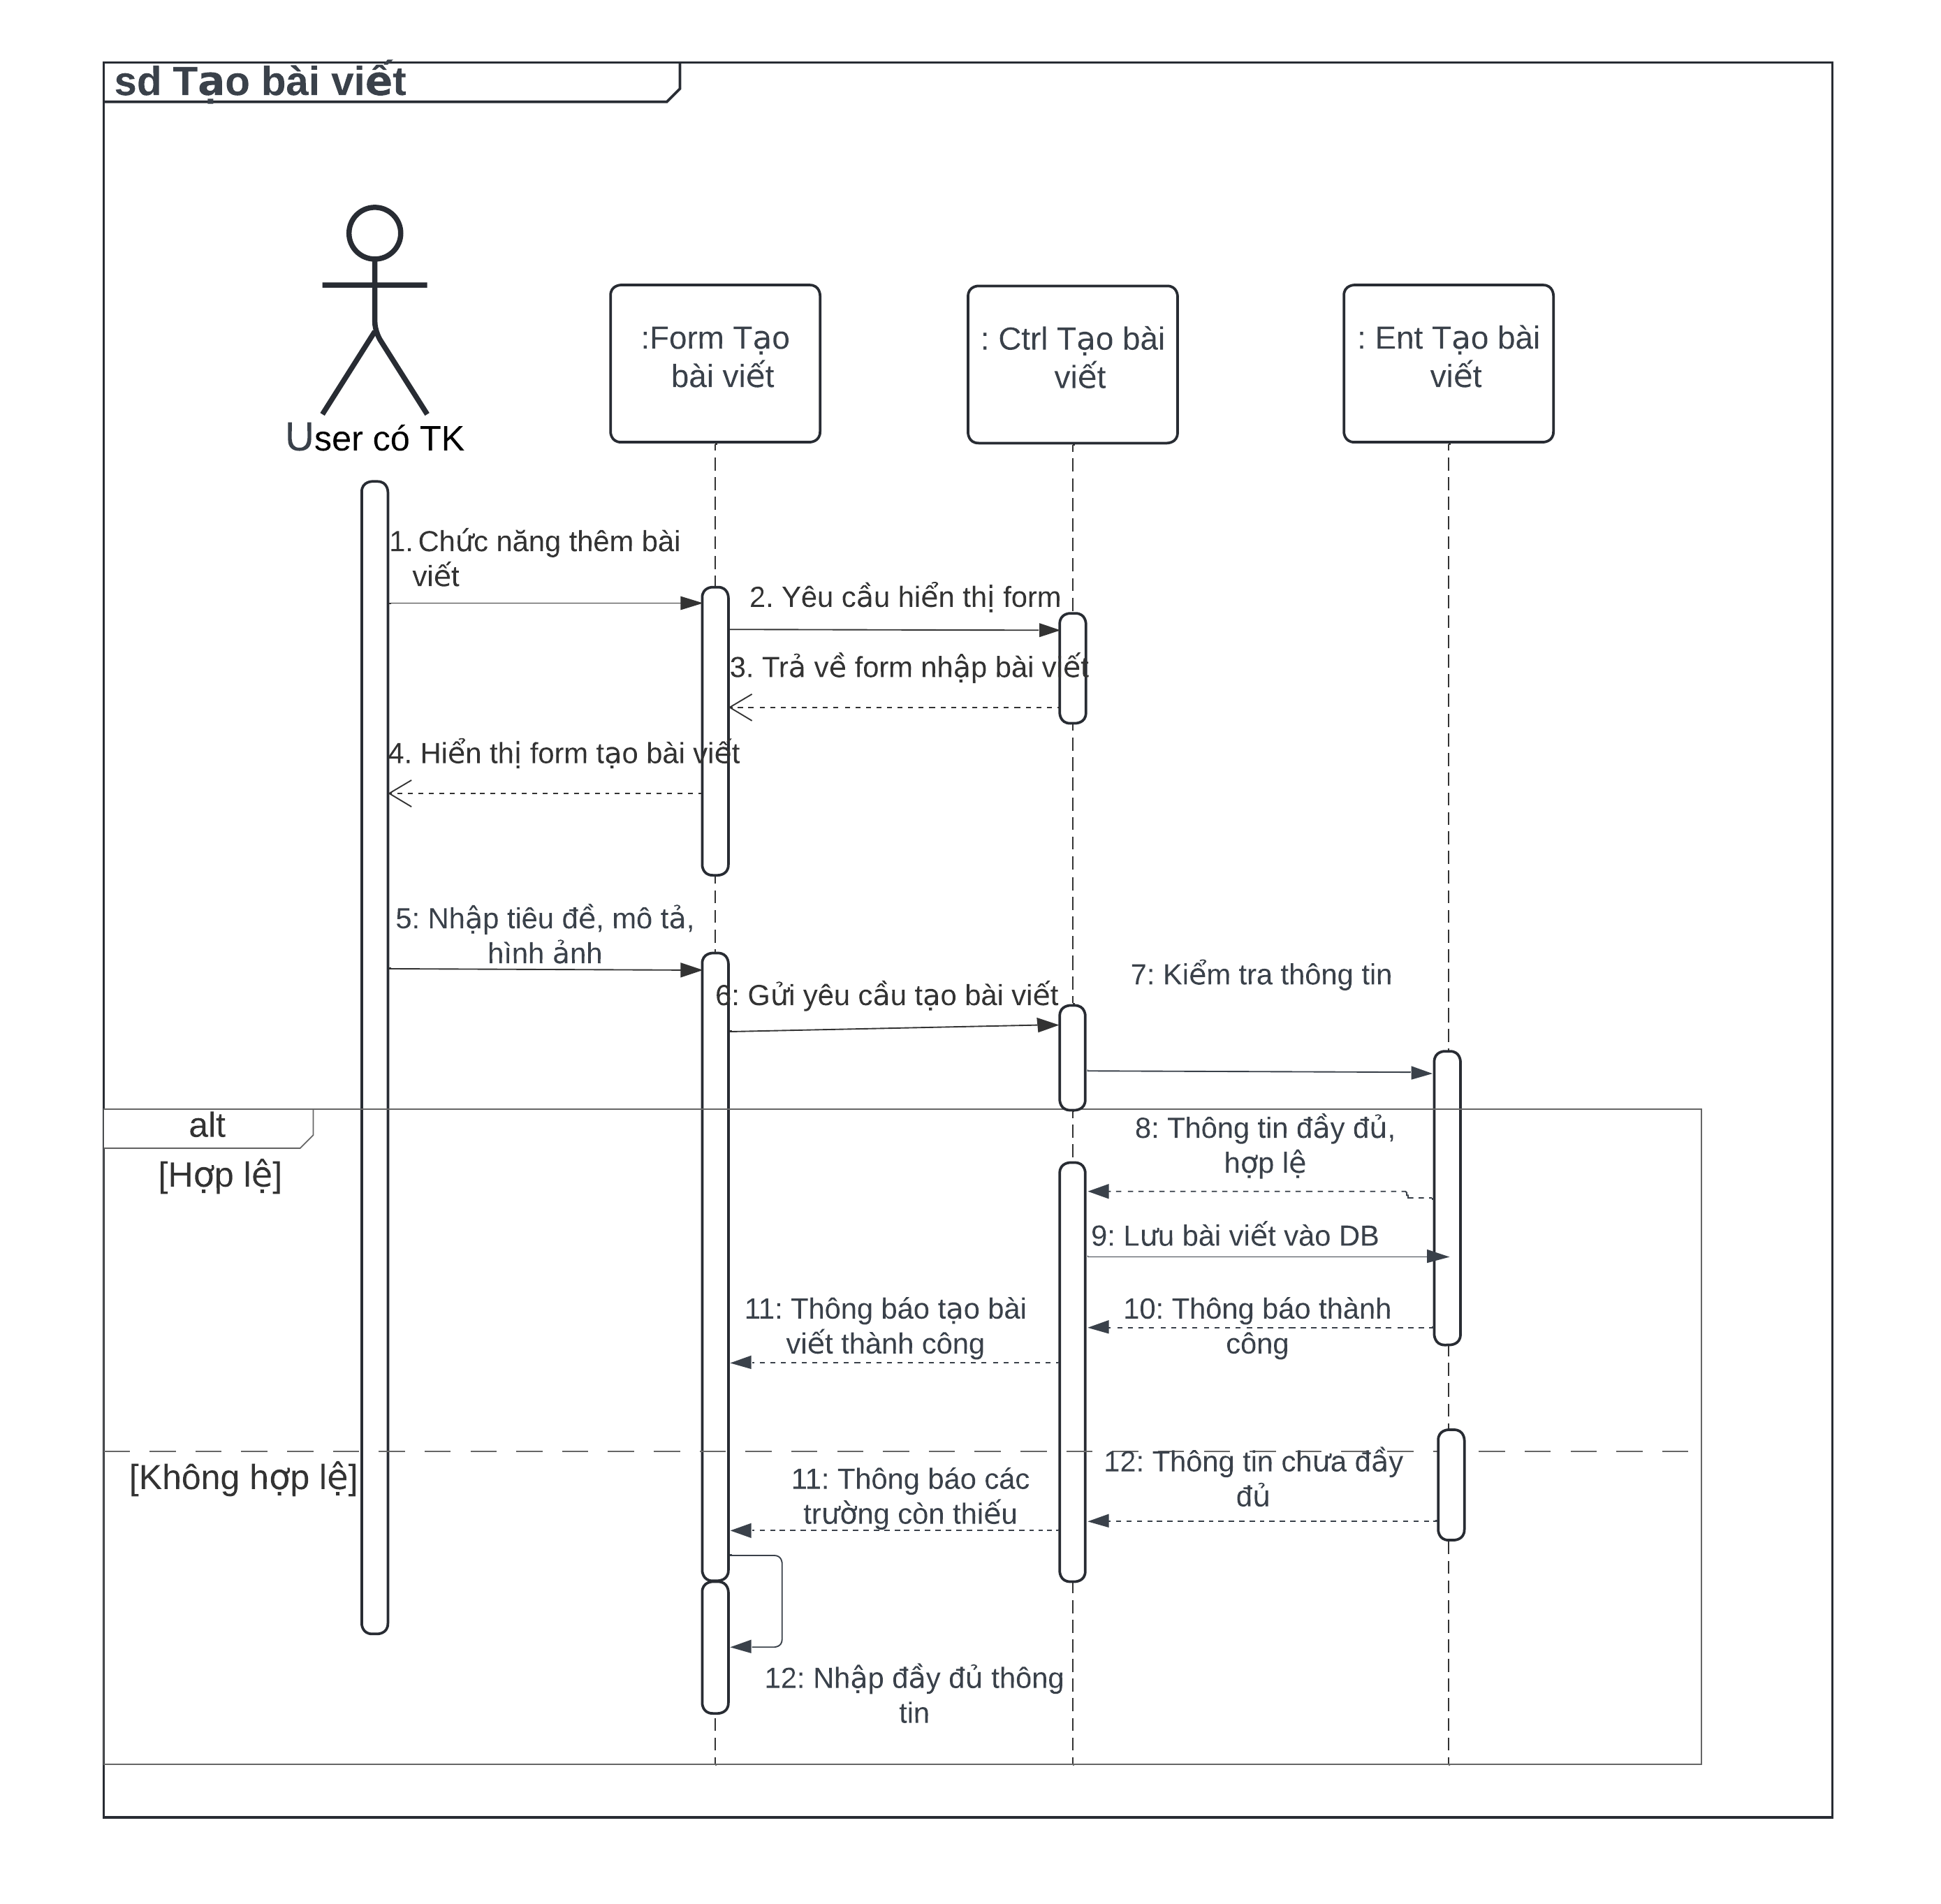 sd Tạo bài viết
:Form Tạo
bài viết
: Ctrl Tạo bài
viết
: Ent Tạo bài
viết
User có TK
1. Chức năng thêm bài
viết
2. Yêu cầu hiển thị form
3. Trả về form nhập bài viết
4. Hiển thị form tạo bài viết
5: Nhập tiêu đề, mô tả,
hình ảnh
6: Gửi yêu cầu tạo bài viết
7: Kiểm tra thông tin
alt
[Hợp lệ]
8: Thông tin đầy đủ,
hợp lệ
9: Lưu bài viết vào DB
10: Thông báo thành
công
11: Thông báo tạo bài
viết thành công
[Không hợp lệ]
12: Thông tin chưa đầy
đủ
11: Thông báo các
trường còn thiếu
12: Nhập đầy đủ thông
tin